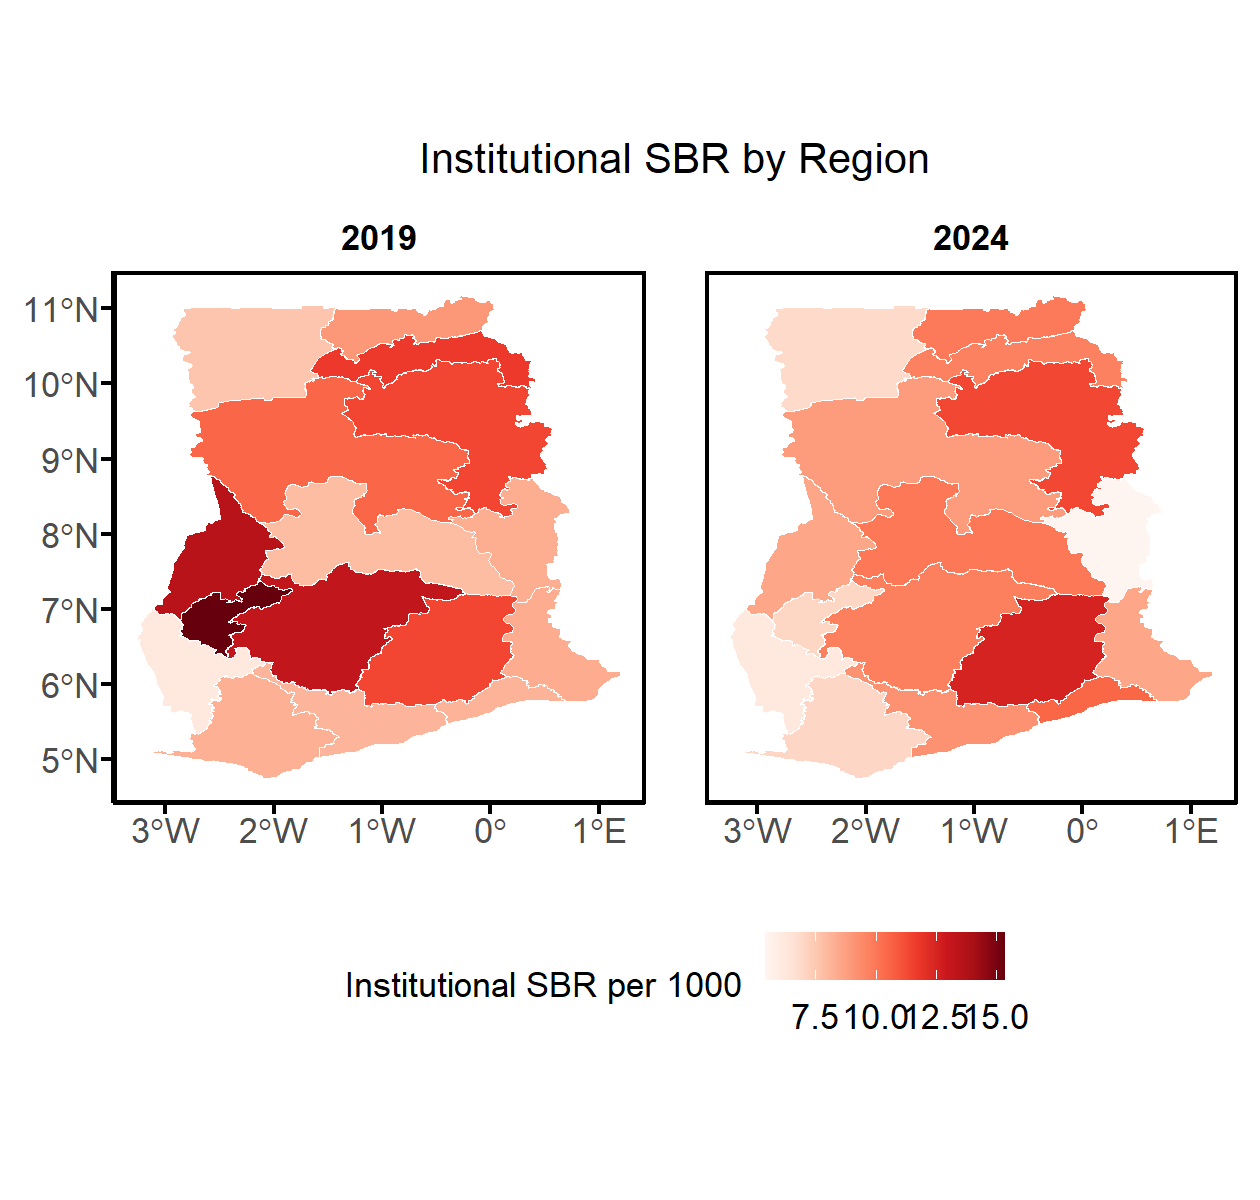 Institutional SBR by Region
2019
2024
11°N
10°N
9°N
8°N
7°N
6°N
5°N
3°W 2°W 1°W 0° 1°E
3°W 2°W 1°W 0° 1°E
Institutional SBR per 1000
7.5 10.0 12.5 15.0